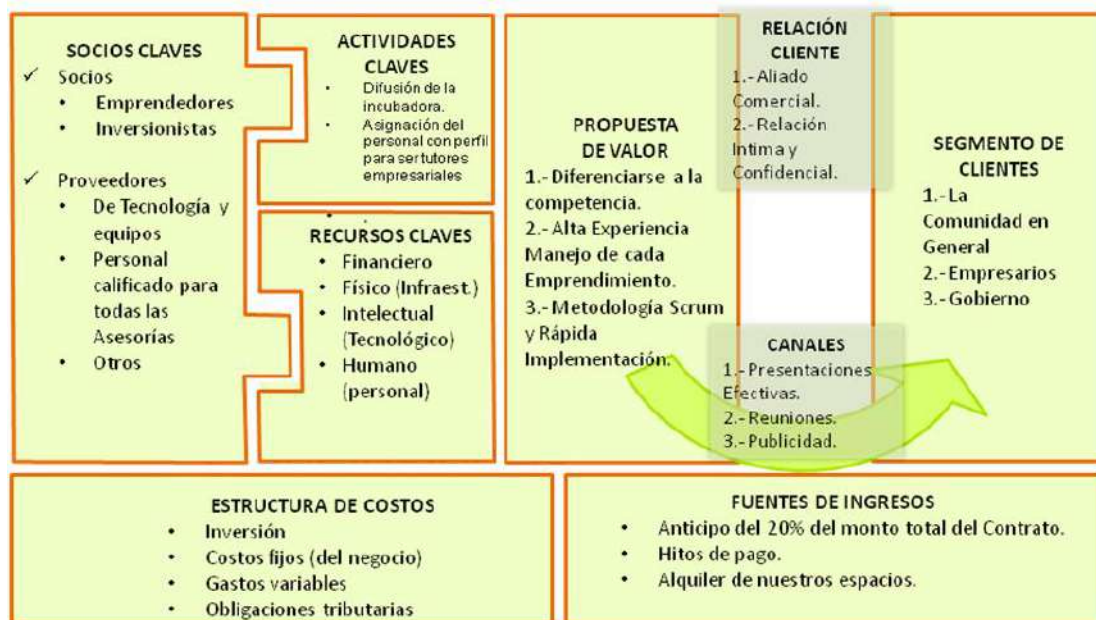 SOCIOS CLAVES
✓ Socios
• Emprendedores
• Inversionistas
✓ Proveedores
• De Tecnología y
equipos
• Personal
calificado para
todas las
Asesorías
• Otros
ACTIVIDADES
CLAVES
• Difusión de la
incubadora.
• Asignación del
personal con perfil
para ser tutores
empresariales
RECURSOS CLAVES
• Financiero
• Físico (Infraest.)
• Intelectual
(Tecnológico)
• Humano
(personal)
PROPUESTA
DE VALOR
1.- Diferenciarse a la
competencia.
2.- Alta Experiencia
Manejo de cada
Emprendimiento.
3.- Metodología Scrum
y Rápida
Implementación.
RELACIÓN
CLIENTE
1.- Aliado
Comercial.
2.- Relación
Intima y
Confidencial.
CANALES
1.- Presentaciones
Efectivas.
2.- Reuniones.
3.- Publicidad.
SEGMENTO DE
CLIENTES
1.- La
Comunidad en
General
2.- Empresarios
3.- Gobierno
ESTRUCTURA DE COSTOS
• Inversión
• Costos fijos (del negocio)
• Gastos variables
• Obligaciones tributarias
FUENTES DE INGRESOS
• Anticipo del 20% del monto total del Contrato.
• Hitos de pago.
• Alquiler de nuestros espacios.